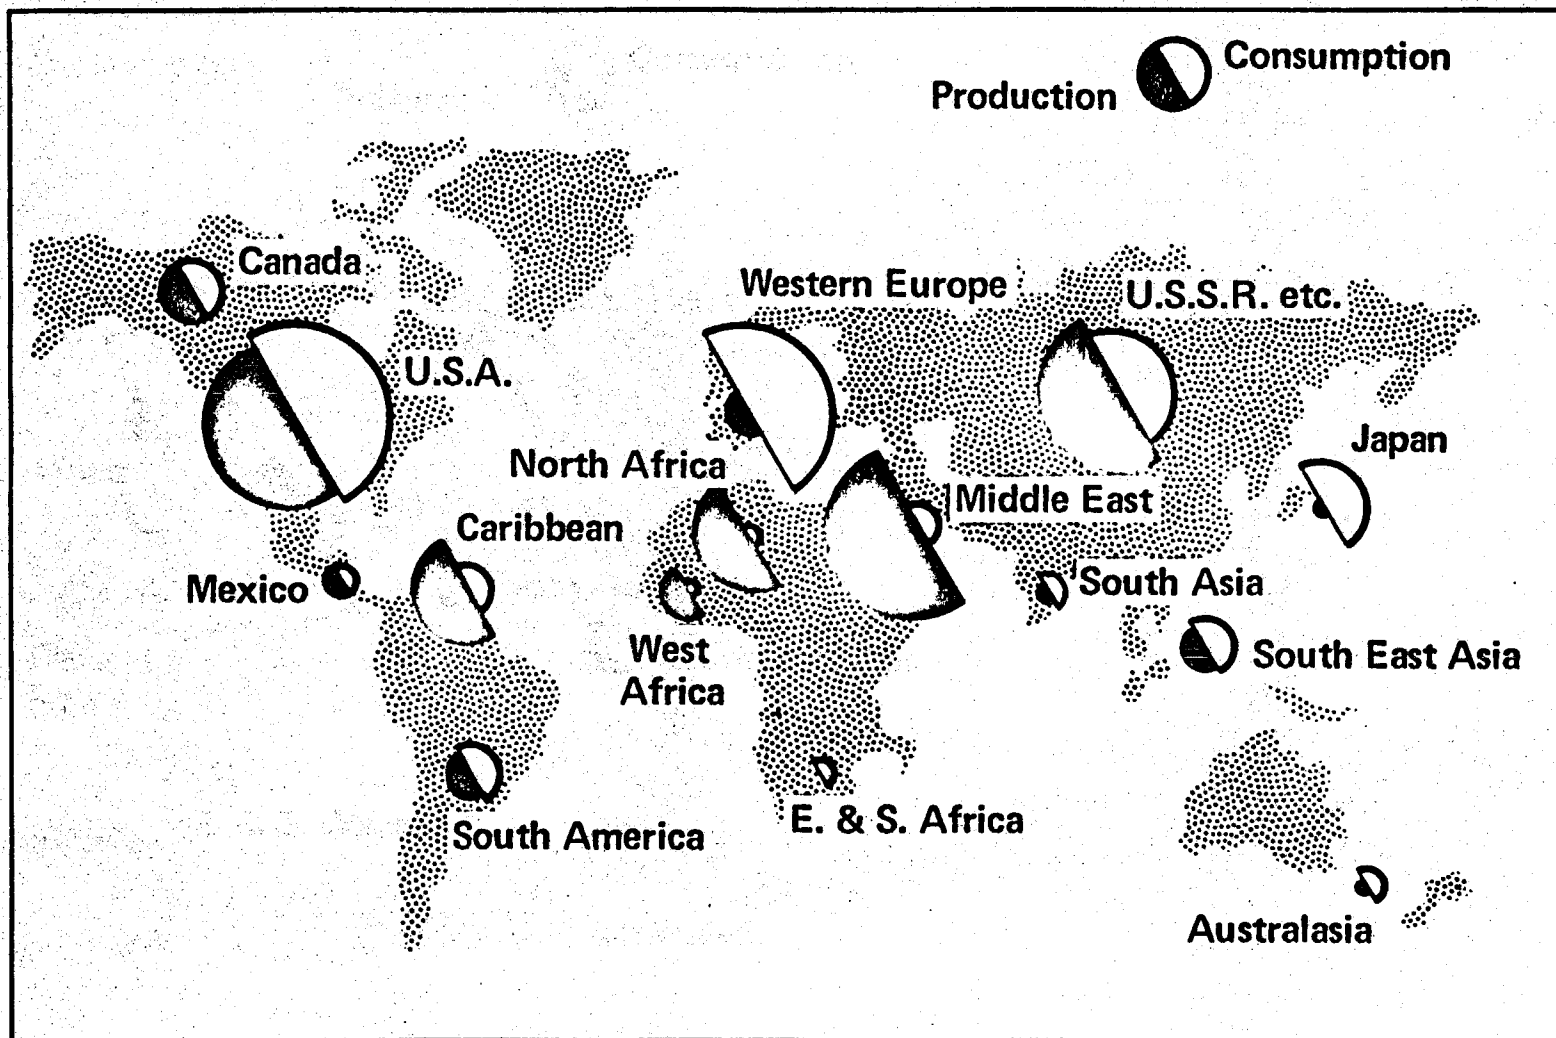 Consumption
Production
Canada
Western Europe
U.S.S.R. etc.
U.S.A.
Japan
North Africa
Middle East
Caribbean
Mexico
South Asia
West
Africa
South East Asia
E. & S. Africa
South America
Australasia